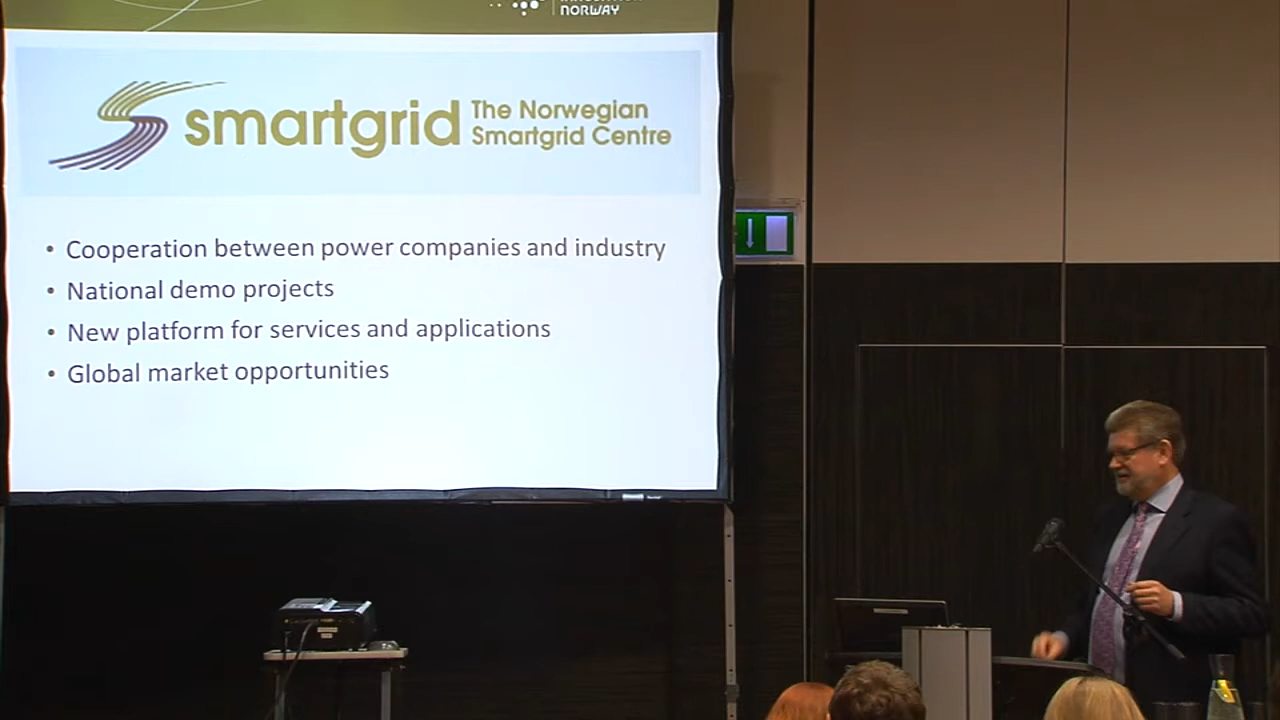 NORWAY
smartgrid
The Norwegian
Smartgrid Centre
• Cooperation between power companies and industry
• National demo projects
• New platform for services and applications
• Global market opportunities